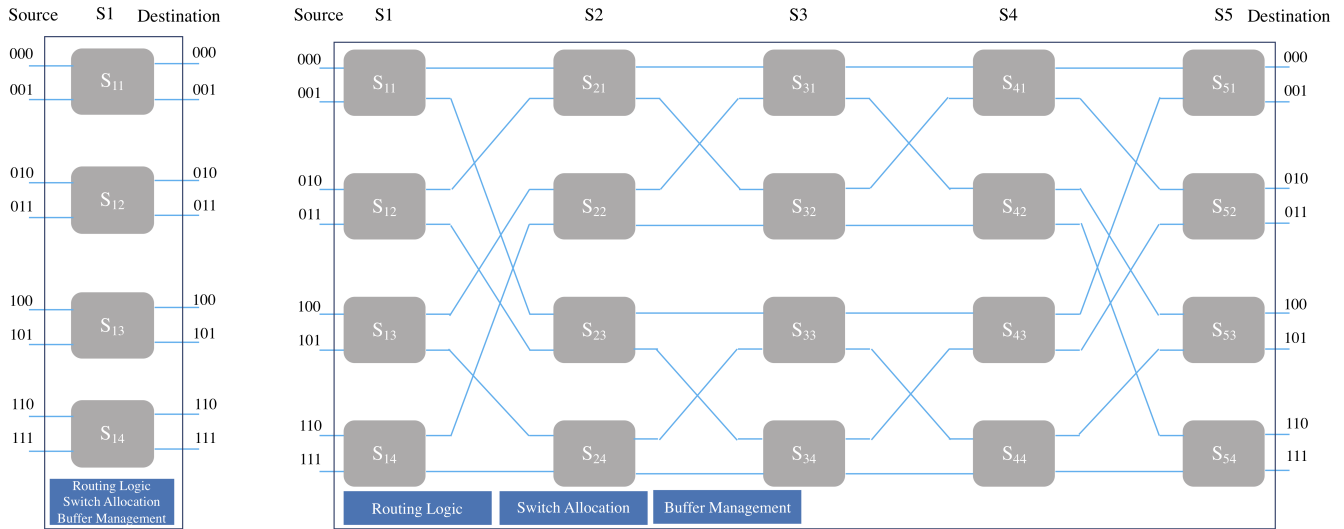 Source S1 Destination
000 000
S11
001 001
010 010
S12
011 011
100 100
S13
101 101
110 110
S14
111 111
Routing Logic
Switch Allocation
Buffer Management
Source S1 S2 S3 S4 S5 Destination
000 000
S11 S21 S31 S41 S51
001 001
010 010
S12 S22 S32 S42 S52
011 011
100 100
S13 S23 S33 S43 S53
101 101
110 110
S14 S24 S34 S44 S54
111 111
Routing Logic Switch Allocation Buffer Management